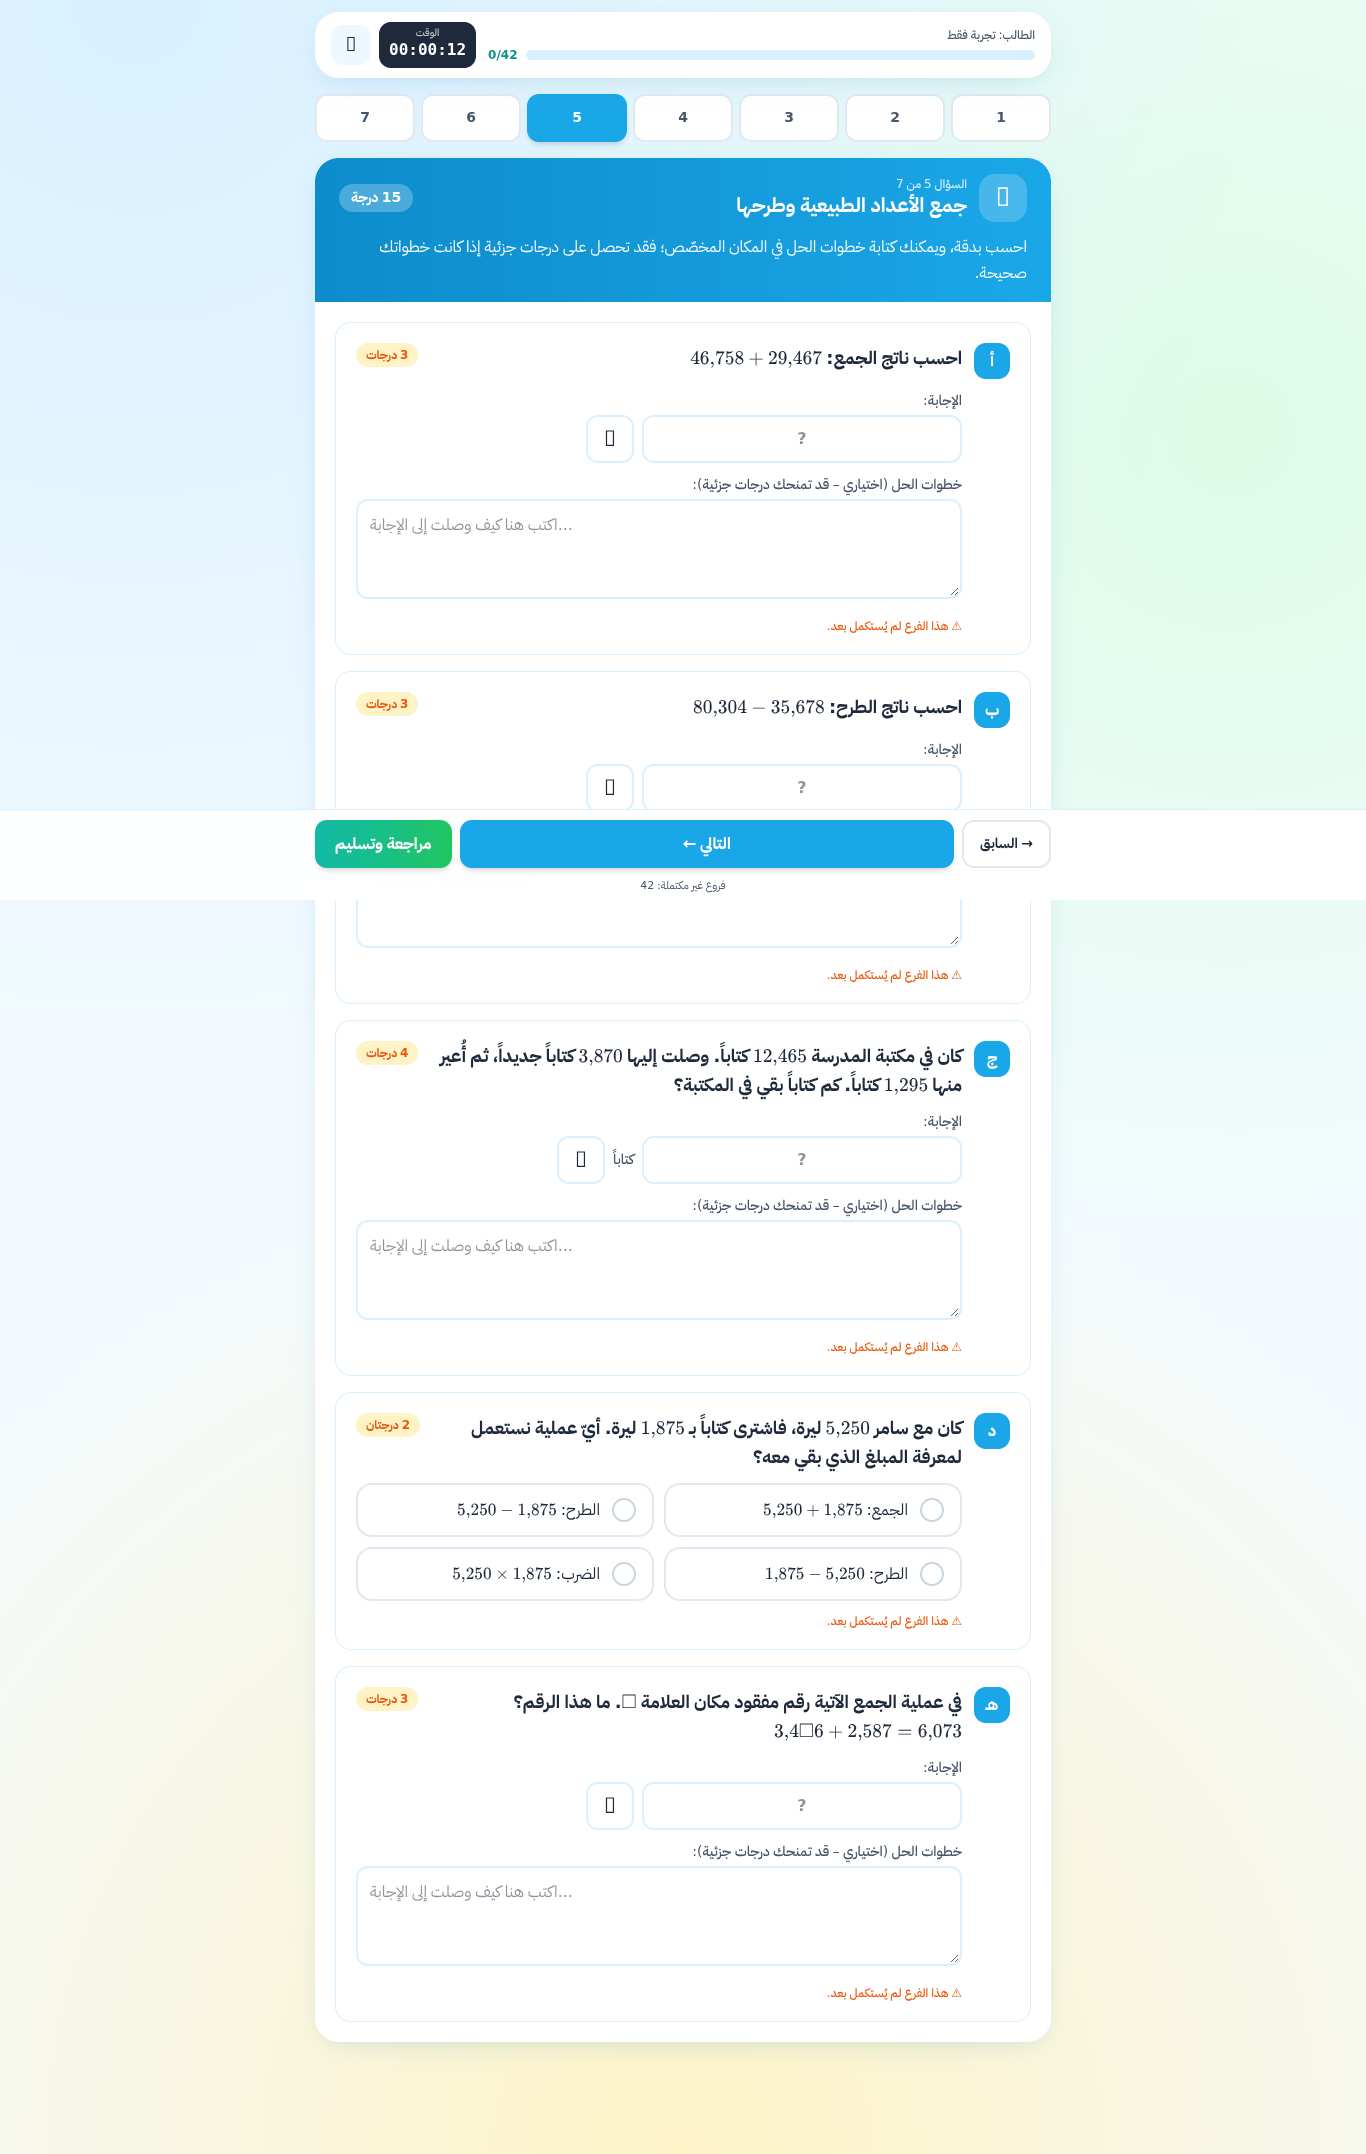 الطالب: تجربة فقط
0/42
الوقت
00:00:12
1 2 3 4 5 6 7
السؤال 5 من 7
جمع الأعداد الطبيعية وطرحها
15 درجة
احسب بدقة، ويمكنك كتابة خطوات الحل في المكان المخصّص؛ فقد تحصل على درجات جزئية إذا كانت خطواتك
صحيحة.
أ
احسب ناتج الجمع: 46,758 + 29,467
3 درجات
الإجابة:
?
خطوات الحل (اختياري – قد تمنحك درجات جزئية):
اكتب هنا كيف وصلت إلى الإجابة...
⚠ هذا الفرع لم يُستكمل بعد.
ب
احسب ناتج الطرح: 80,304 − 35,678
3 درجات
الإجابة:
?
→ السابق
التالي ←
مراجعة وتسليم
فروع غير مكتملة: 42
⚠ هذا الفرع لم يُستكمل بعد.
ج
كان في مكتبة المدرسة 12,465 كتاباً. وصلت إليها 3,870 كتاباً جديداً، ثم أُعير
منها 1,295 كتاباً. كم كتاباً بقي في المكتبة؟
4 درجات
الإجابة:
?
كتاباً
خطوات الحل (اختياري – قد تمنحك درجات جزئية):
اكتب هنا كيف وصلت إلى الإجابة...
⚠ هذا الفرع لم يُستكمل بعد.
د
كان مع سامر 5,250 ليرة، فاشترى كتاباً بـ 1,875 ليرة. أيّ عملية نستعمل
لمعرفة المبلغ الذي بقي معه؟
2 درجتان
الجمع: 5,250 + 1,875
الطرح: 5,250 − 1,875
الطرح: 1,875 − 5,250
الضرب: 5,250 × 1,875
⚠ هذا الفرع لم يُستكمل بعد.
هـ
في عملية الجمع الآتية رقم مفقود مكان العلامة □. ما هذا الرقم؟
3,4□6 + 2,587 = 6,073
3 درجات
الإجابة:
?
خطوات الحل (اختياري – قد تمنحك درجات جزئية):
اكتب هنا كيف وصلت إلى الإجابة...
⚠ هذا الفرع لم يُستكمل بعد.